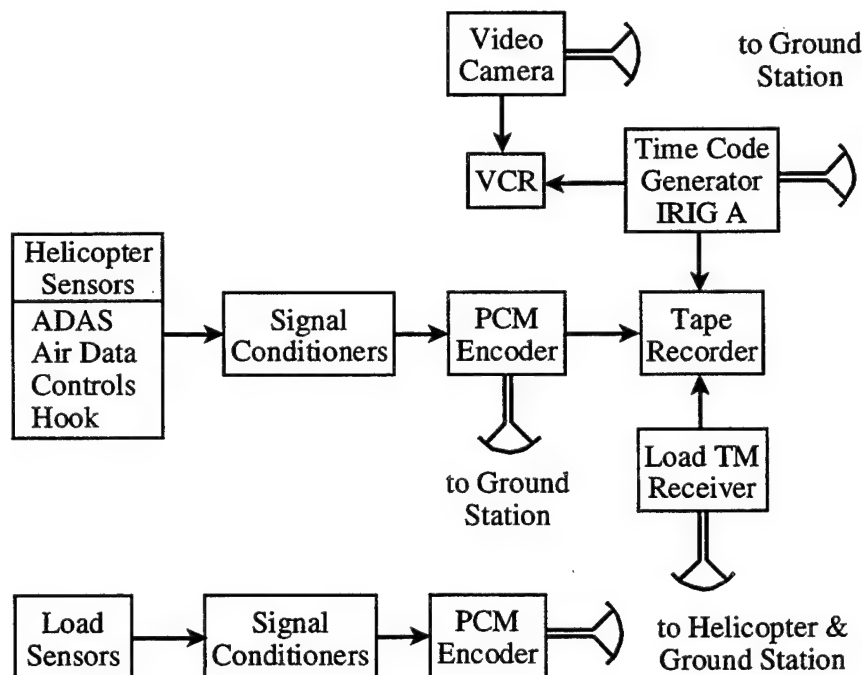 Video
Camera
to Ground
Station
VCR
Time Code
Generator
IRIG A
Helicopter
Sensors
ADAS
Air Data
Controls
Hook
Signal
Conditioners
PCM
Encoder
Tape
Recorder
to Ground
Station
Load TM
Receiver
Load
Sensors
Signal
Conditioners
PCM
Encoder
to Helicopter &
Ground Station